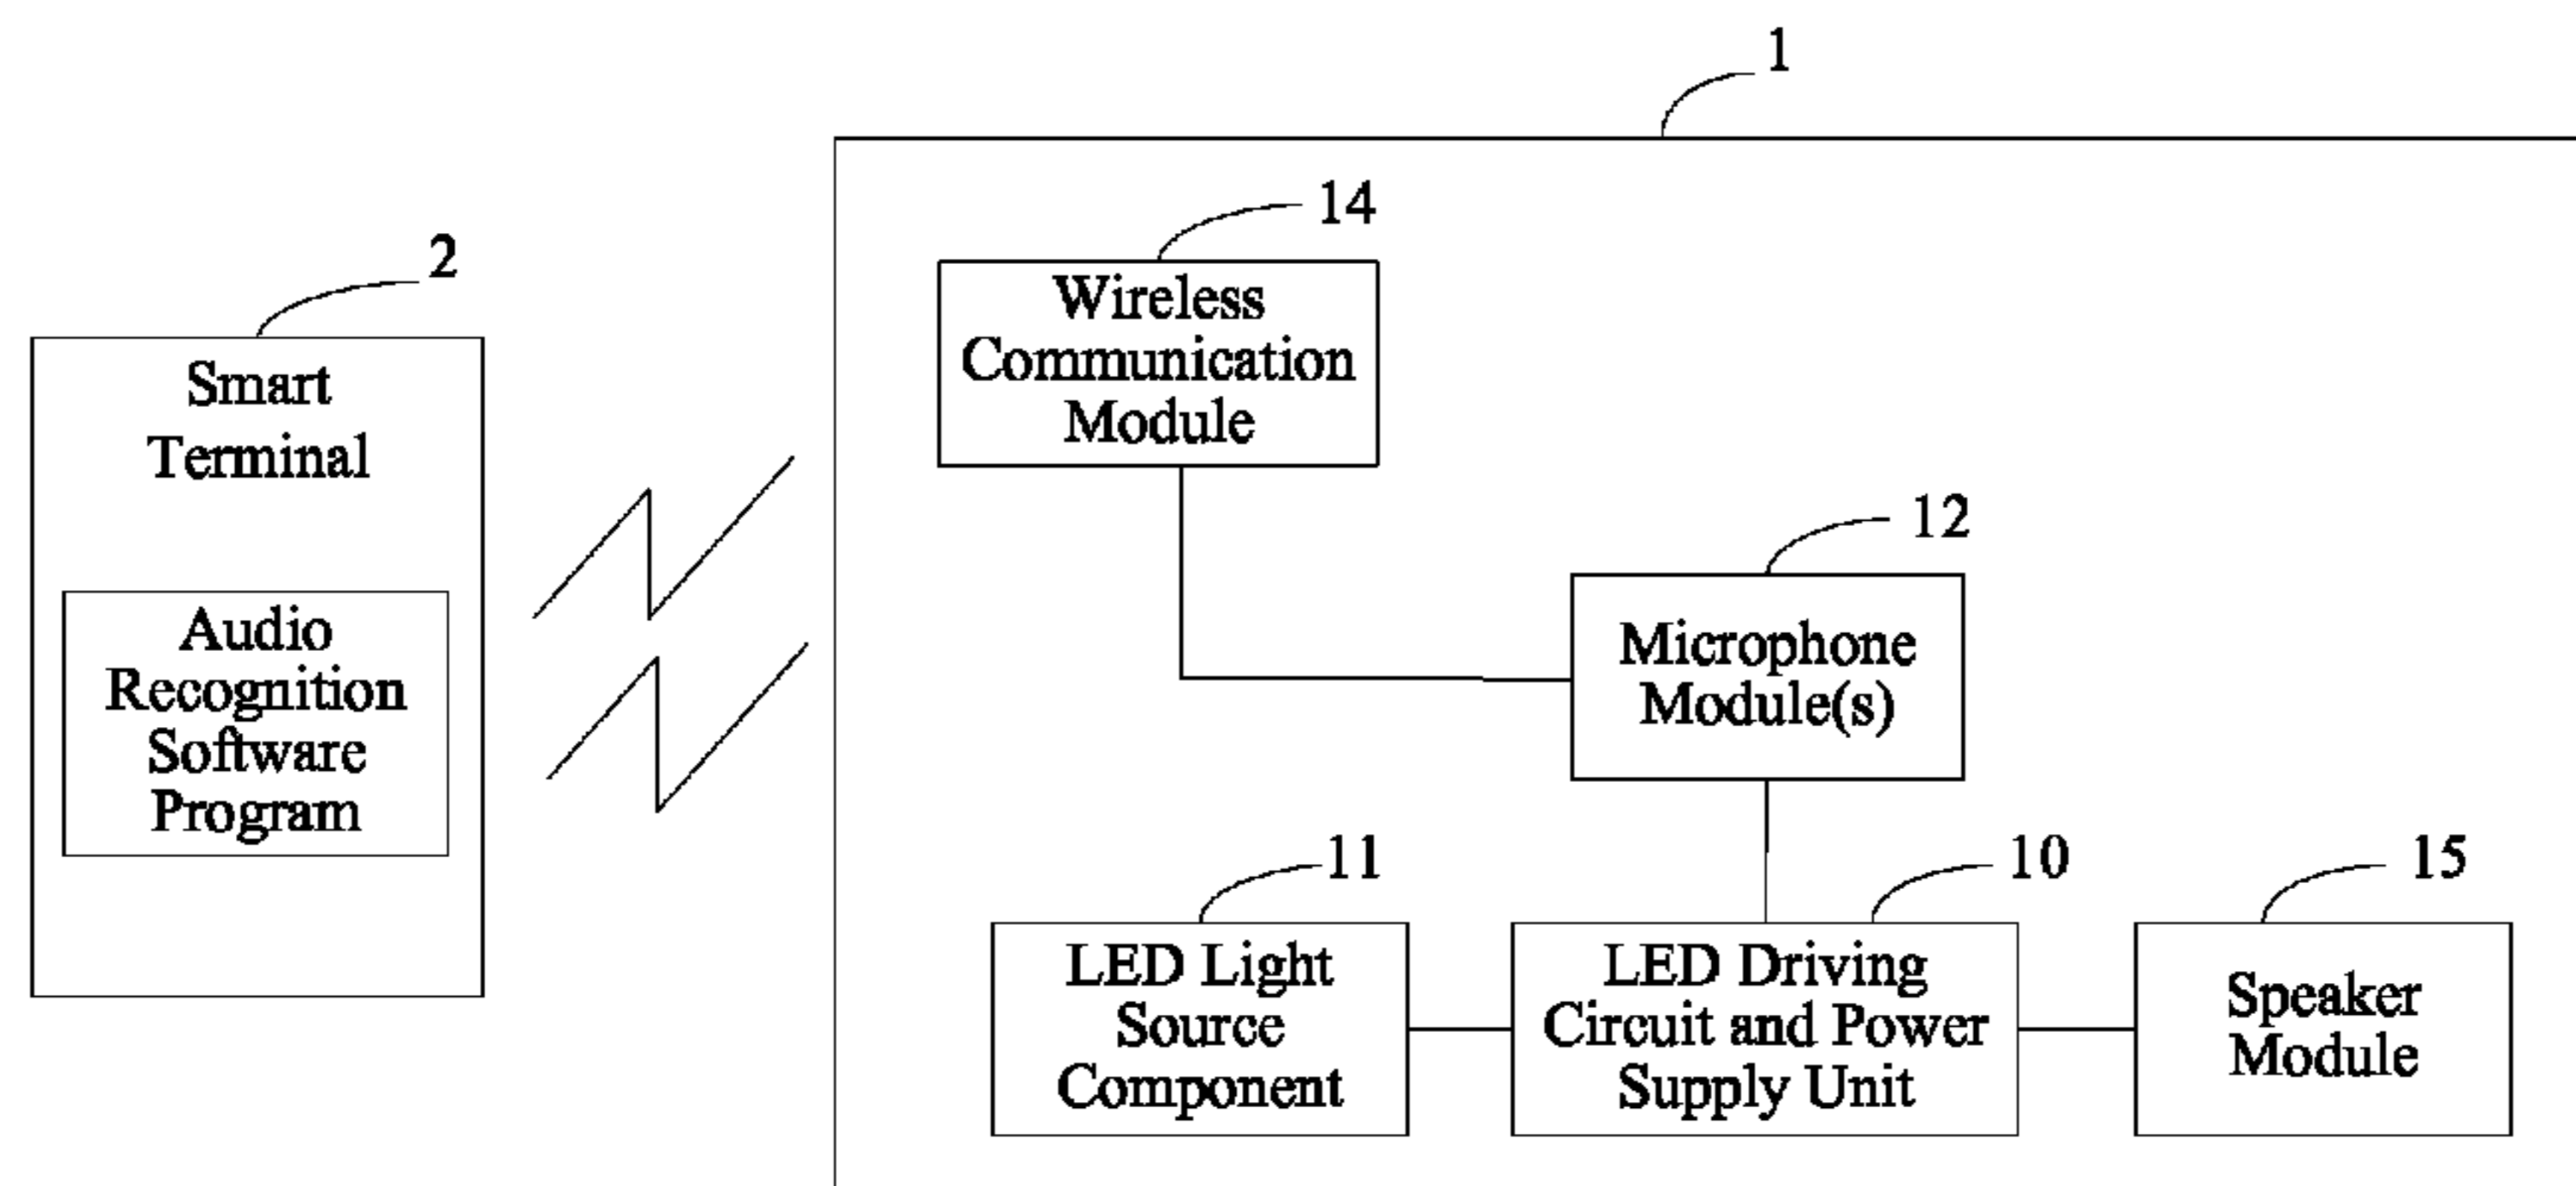 1
14
Wireless
Communication
Module
2
Smart
Terminal
Audio
Recognition
Software
Program
12
Microphone
Module(s)
11
LED Light
Source
Component
10
LED Driving
Circuit and Power
Supply Unit
15
Speaker
Module